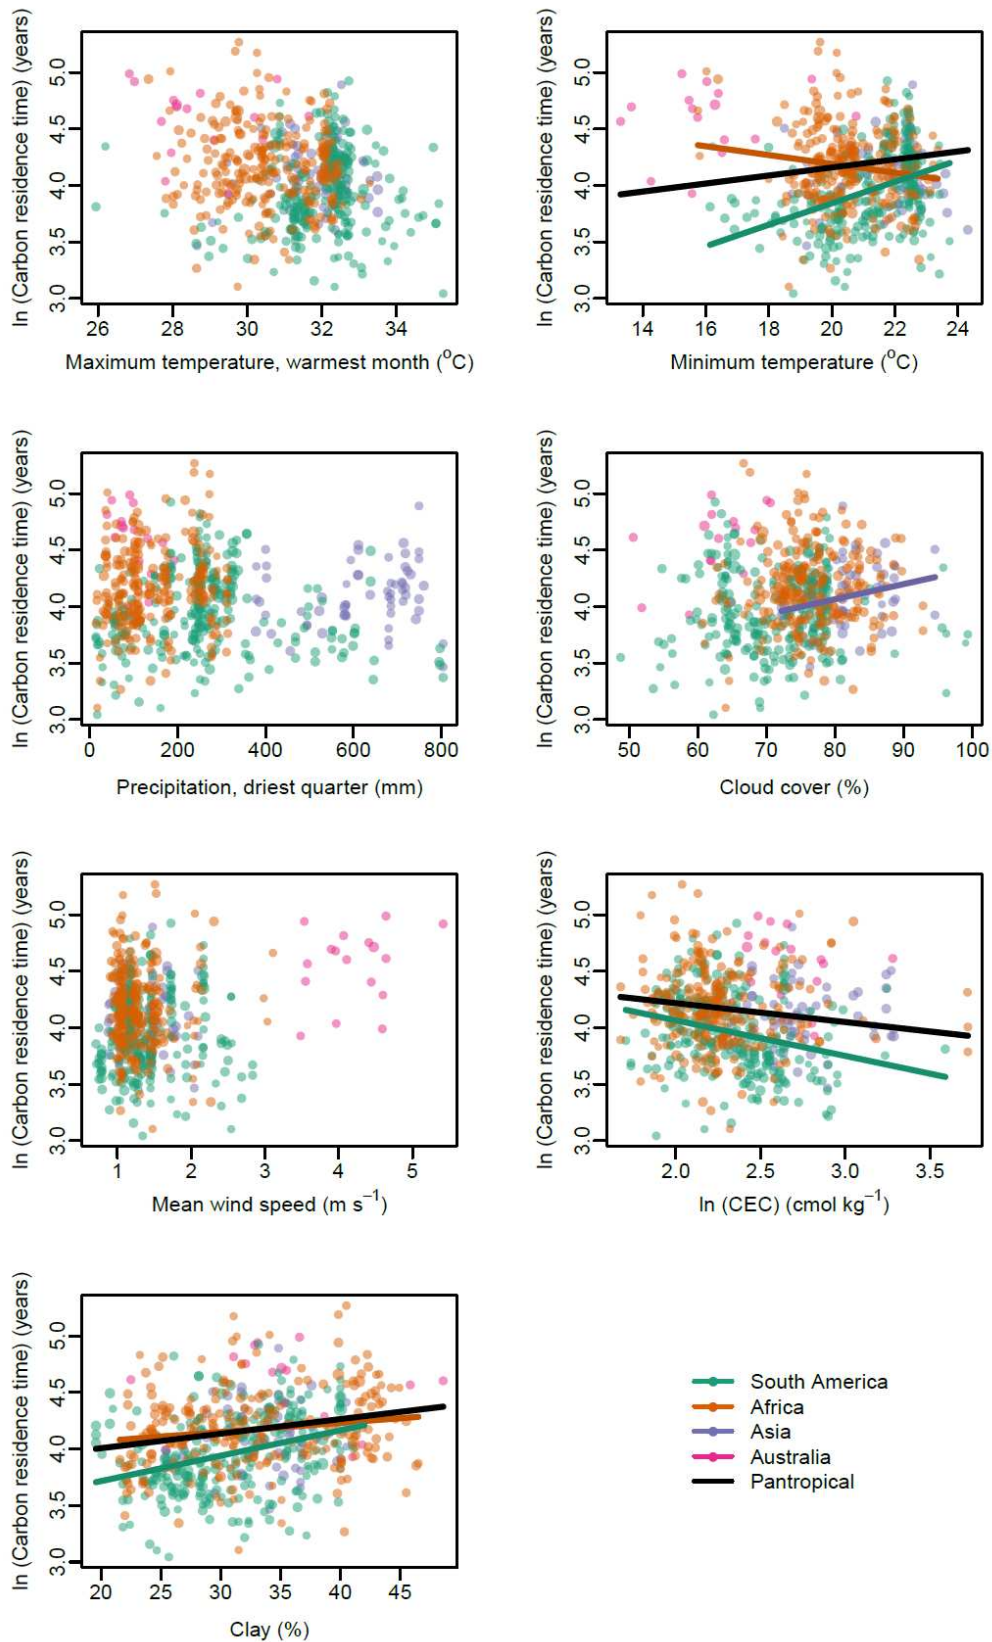 ln (Carbon residence time) (years)
3.0 3.5 4.0 4.5 5.0
26 28 30 32 34
Maximum temperature, warmest month (°C)
ln (Carbon residence time) (years)
3.0 3.5 4.0 4.5 5.0
14 16 18 20 22 24
Minimum temperature (°C)
ln (Carbon residence time) (years)
3.0 3.5 4.0 4.5 5.0
0 200 400 600 800
Precipitation, driest quarter (mm)
ln (Carbon residence time) (years)
3.0 3.5 4.0 4.5 5.0
50 60 70 80 90 100
Cloud cover (%)
ln (Carbon residence time) (years)
3.0 3.5 4.0 4.5 5.0
1 2 3 4 5
Mean wind speed (m s⁻¹)
ln (Carbon residence time) (years)
3.0 3.5 4.0 4.5 5.0
2.0 2.5 3.0 3.5
ln (CEC) (cmol kg⁻¹)
ln (Carbon residence time) (years)
3.0 3.5 4.0 4.5 5.0
20 25 30 35 40 45
Clay (%)
South America
Africa
Asia
Australia
Pantropical